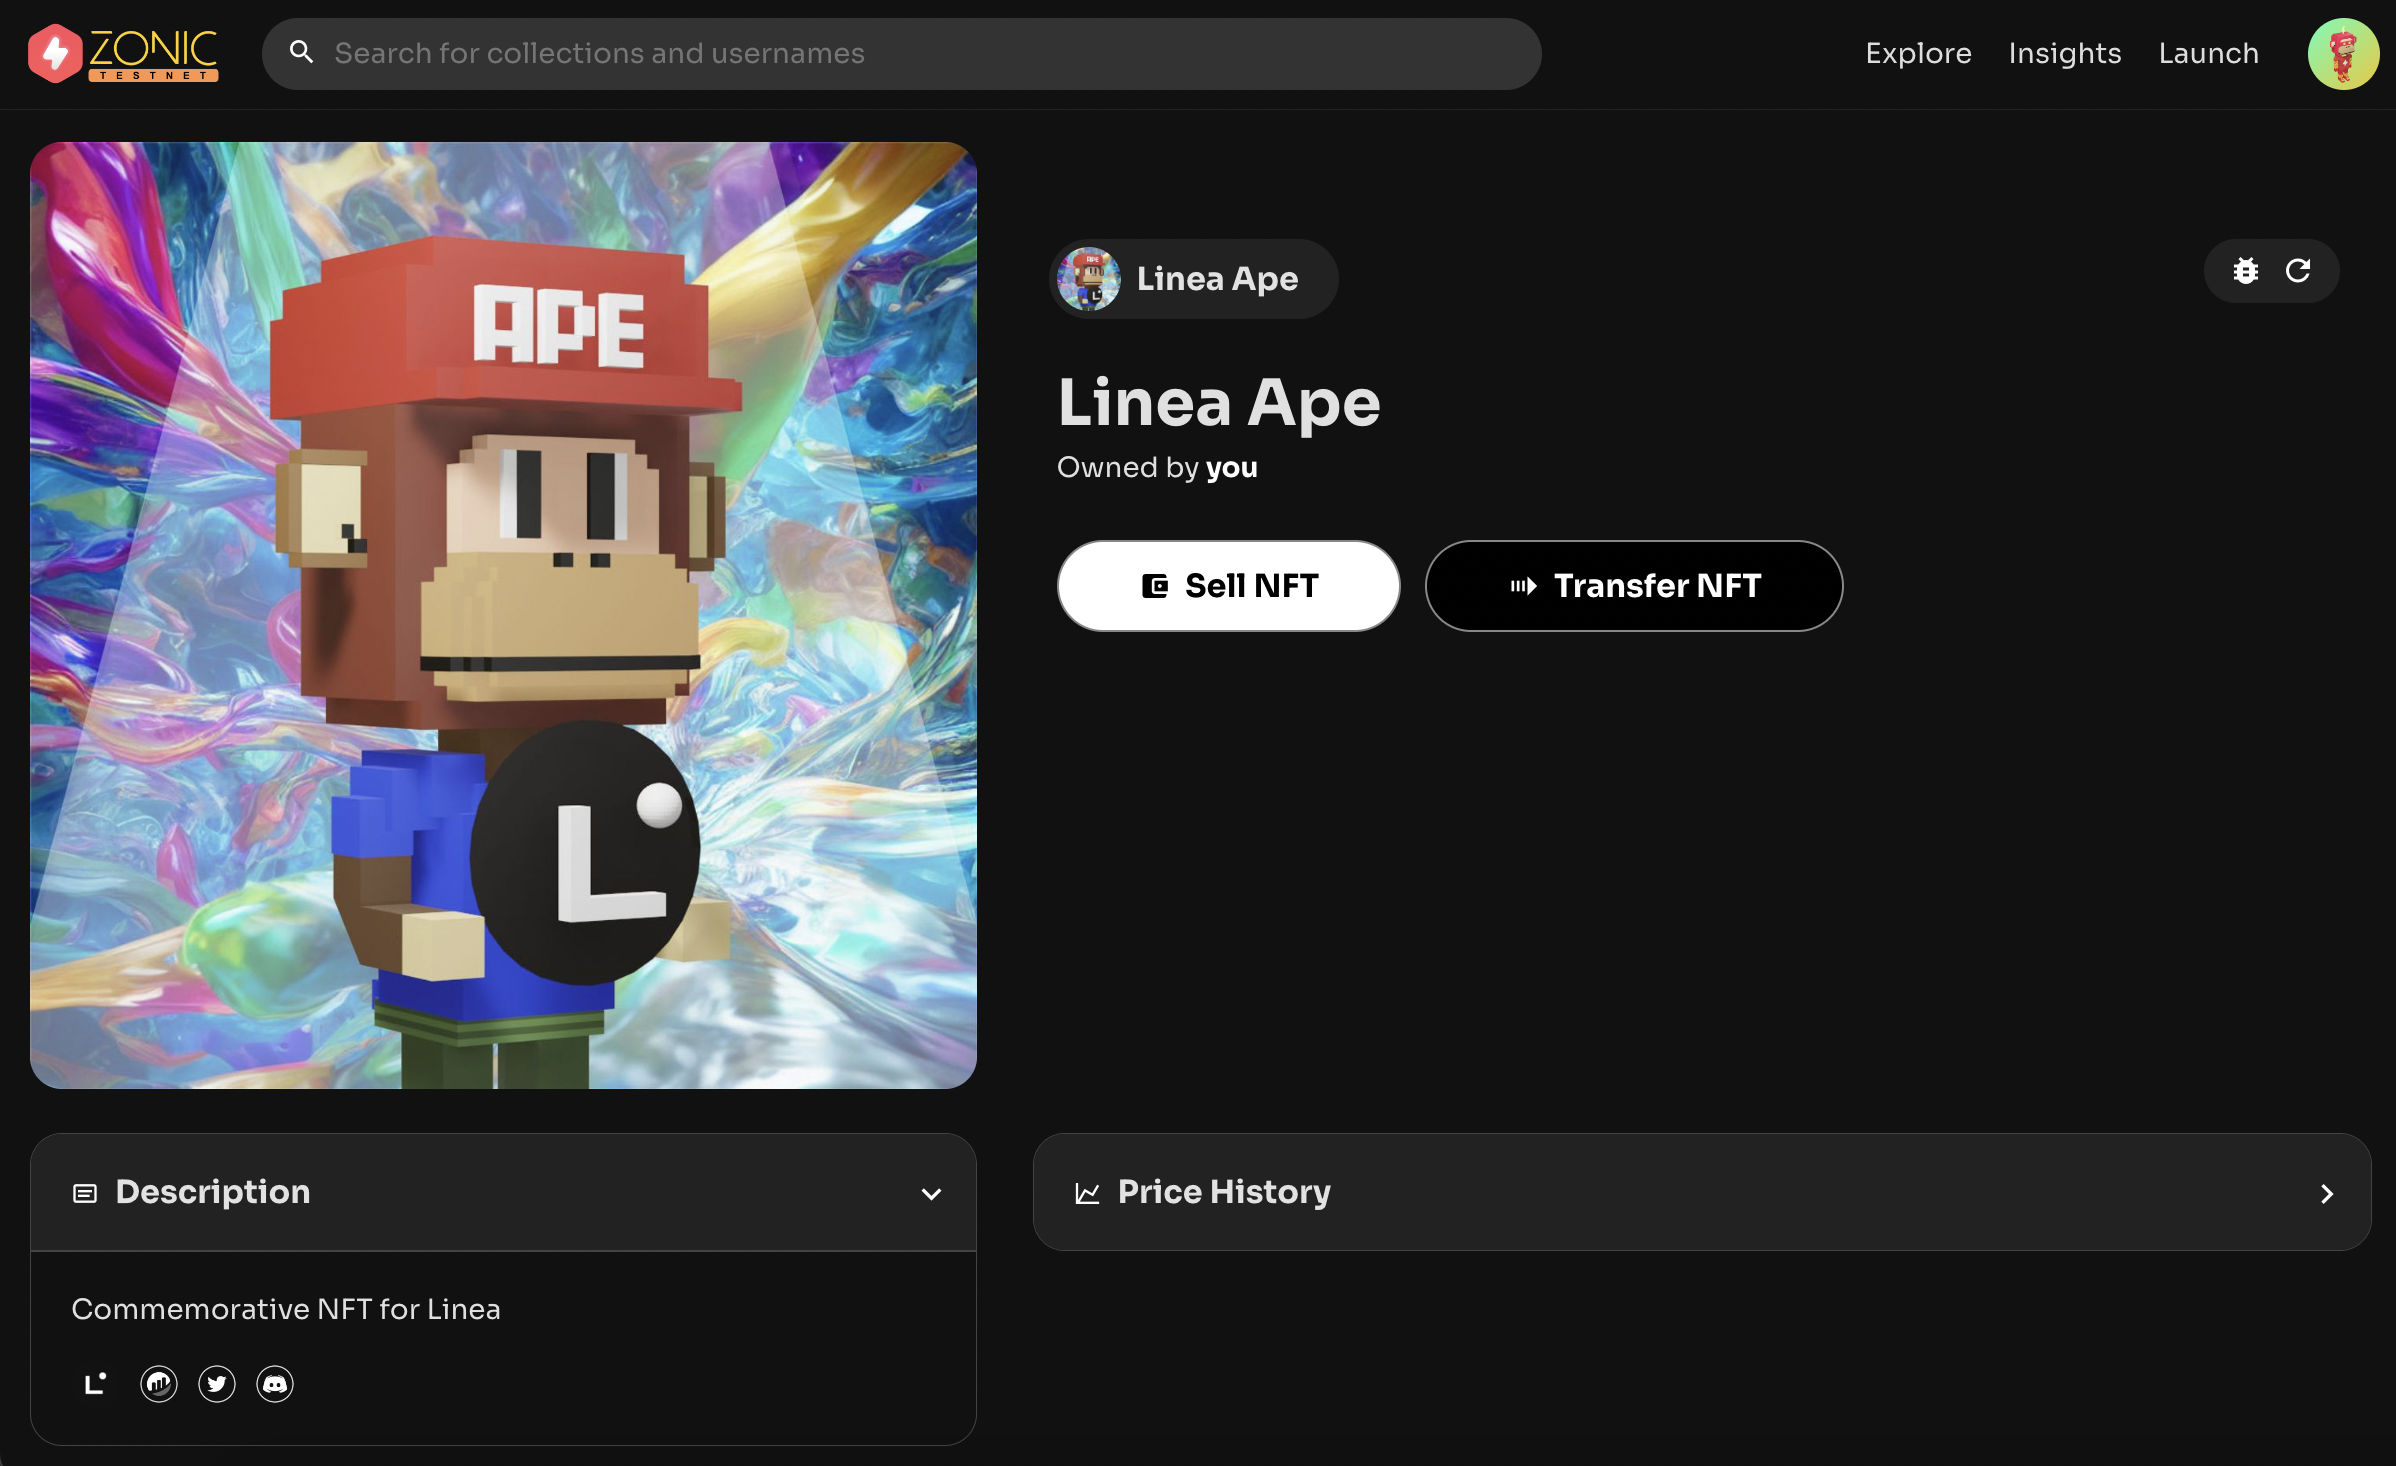 ZONIC
TESTNET
Search for collections and usernames
Explore
Insights
Launch
APE
L
Linea Ape
Linea Ape
Owned by you
Sell NFT
Transfer NFT
Description
Commemorative NFT for Linea
Price History